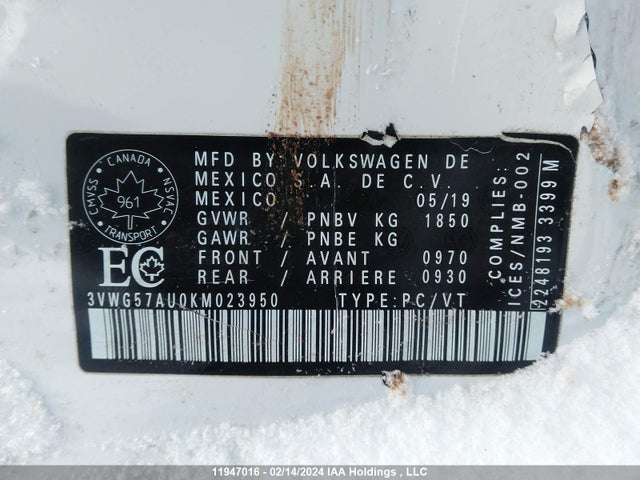 CANADA
CMVSS
NSVAC
961
TRANSPORT
EC
MFD BY VOLKSWAGEN DE
MEXICO S.A. DE C.V.
MEXICO 05/19
GVWR / PNBV KG 1850
GAWR / PNBE KG
FRONT / AVANT 0970
REAR / ARRIERE 0930
3VWG57AU0KM023950 TYPE:PC/VT
COMPLIES:
ICES/NMB-002
2248193 3399M
11947016 - 02/14/2024 IAA Holdings , LLC